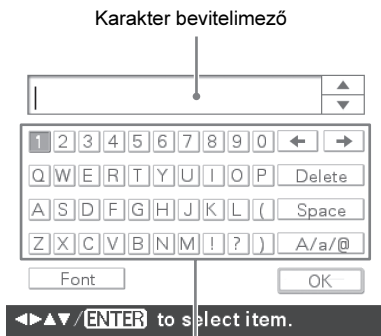 Karakter bevitelimező
1 2 3 4 5 6 7 8 9 0 ← →
Q W E R T Y U I O P Delete
A S D F G H J K L ( Space
Z X C V B N M ! ? ) A/a/@
Font OK
◄►▲▼/ENTER to select item.